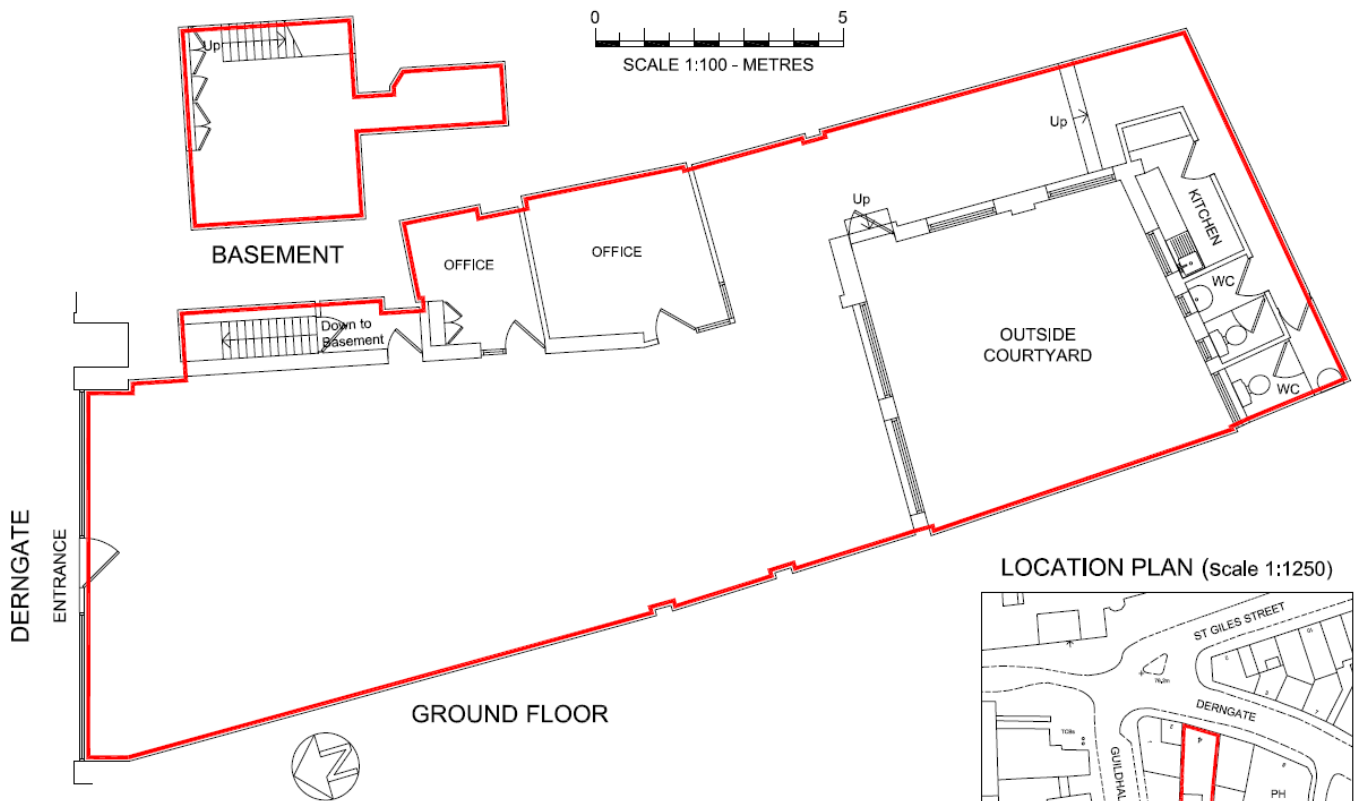 0 5
SCALE 1:100 - METRES
Up
BASEMENT
Up
Up
OFFICE
OFFICE
KITCHEN
WC
WC
Down to
Basement
OUTSIDE
COURTYARD
DERNGATE
ENTRANCE
GROUND FLOOR
LOCATION PLAN (Scale 1:1250)
ST GILES STREET
DERNGATE
TCBs
GUILDHAL
PH